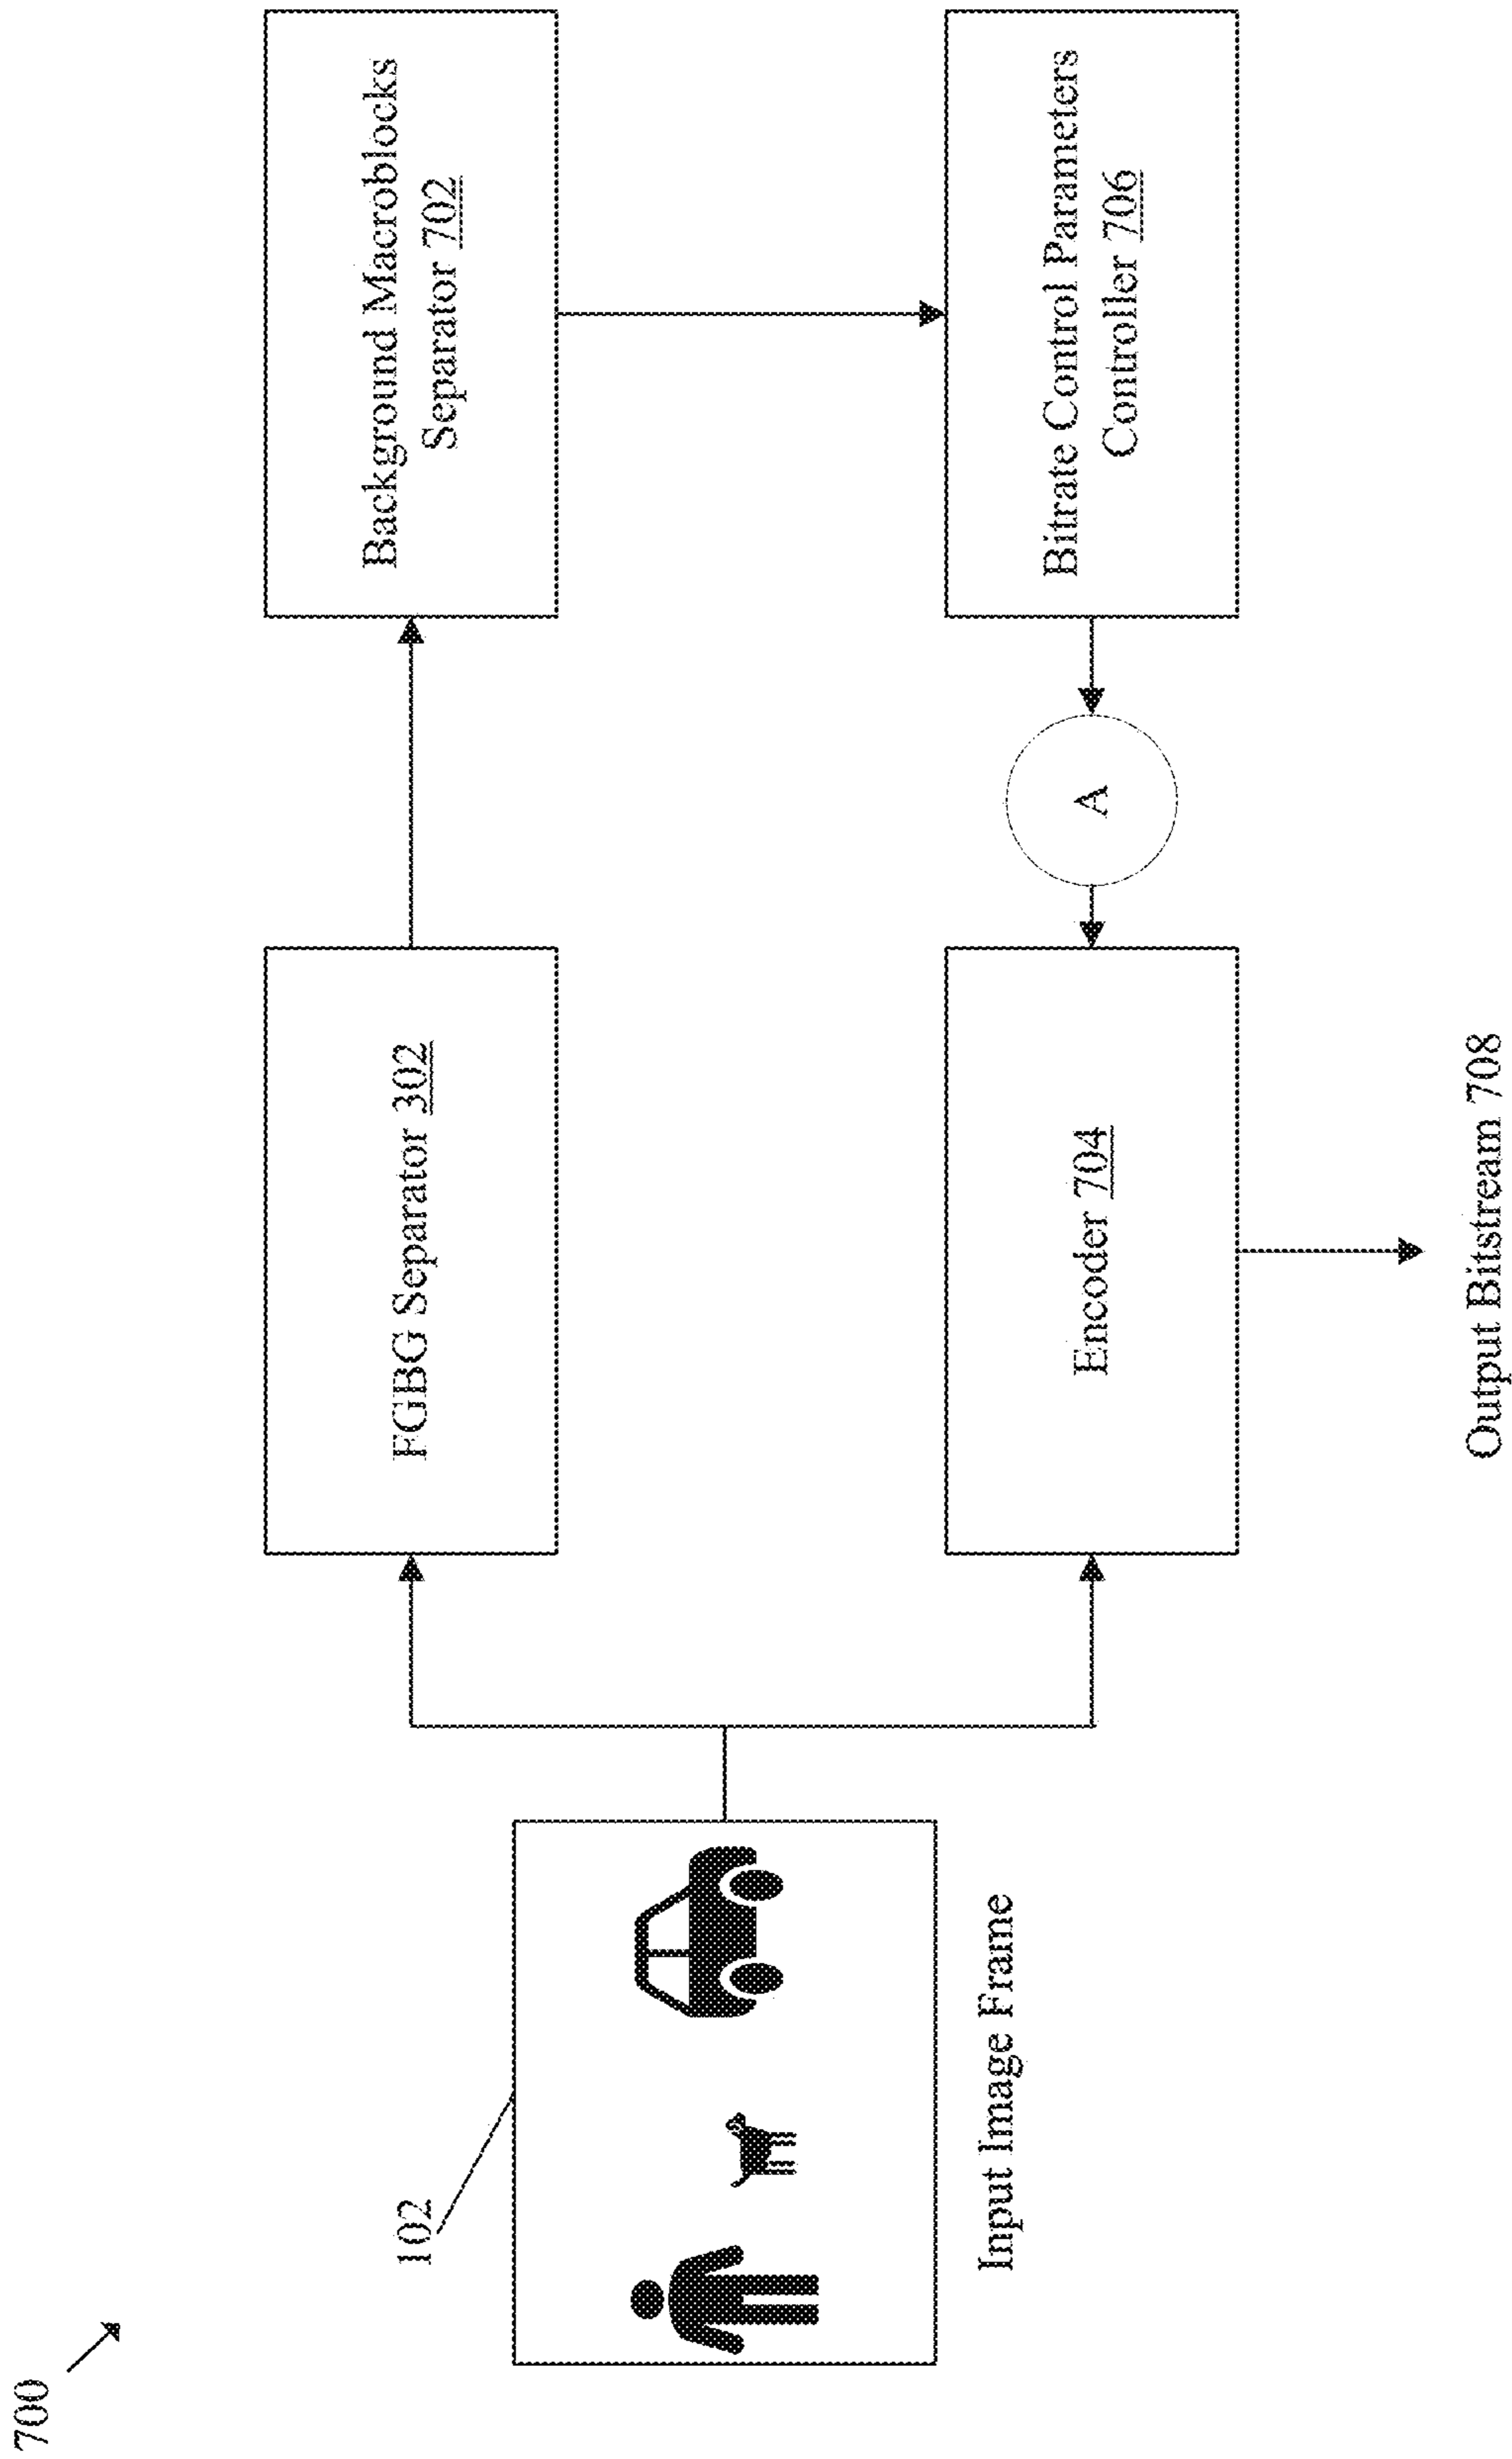 700
102
Input Image Frame
FGBG Separator 302
Background Macroblocks
Separator 702
Encoder 704
A
Bitrate Control Parameters
Controller 706
Output Bitstream 708